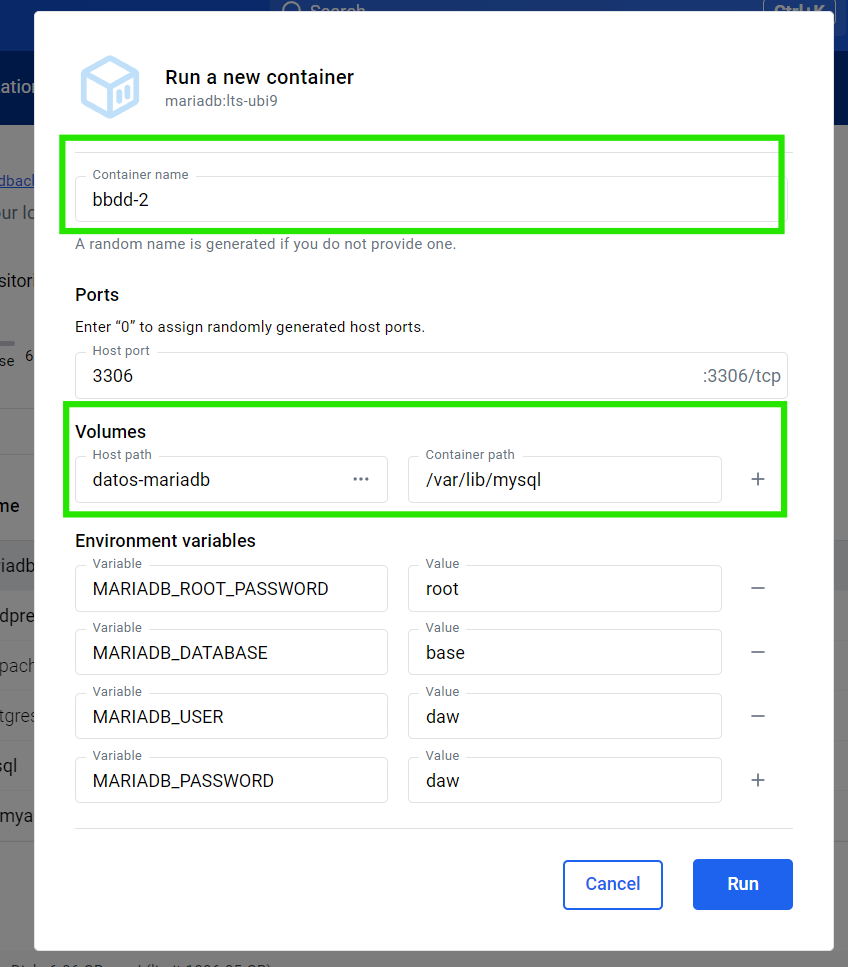 Search
Ctrl+K
Run a new container
mariadb:lts-ubi9
Container name
bbdd-2
A random name is generated if you do not provide one.
Ports
Enter “0” to assign randomly generated host ports.
Host port
3306 :3306/tcp
Volumes
Host path Container path
datos-mariadb ··· /var/lib/mysql +
Environment variables
Variable Value
MARIADB_ROOT_PASSWORD root −
Variable Value
MARIADB_DATABASE base −
Variable Value
MARIADB_USER daw −
Variable Value
MARIADB_PASSWORD daw +
Cancel Run